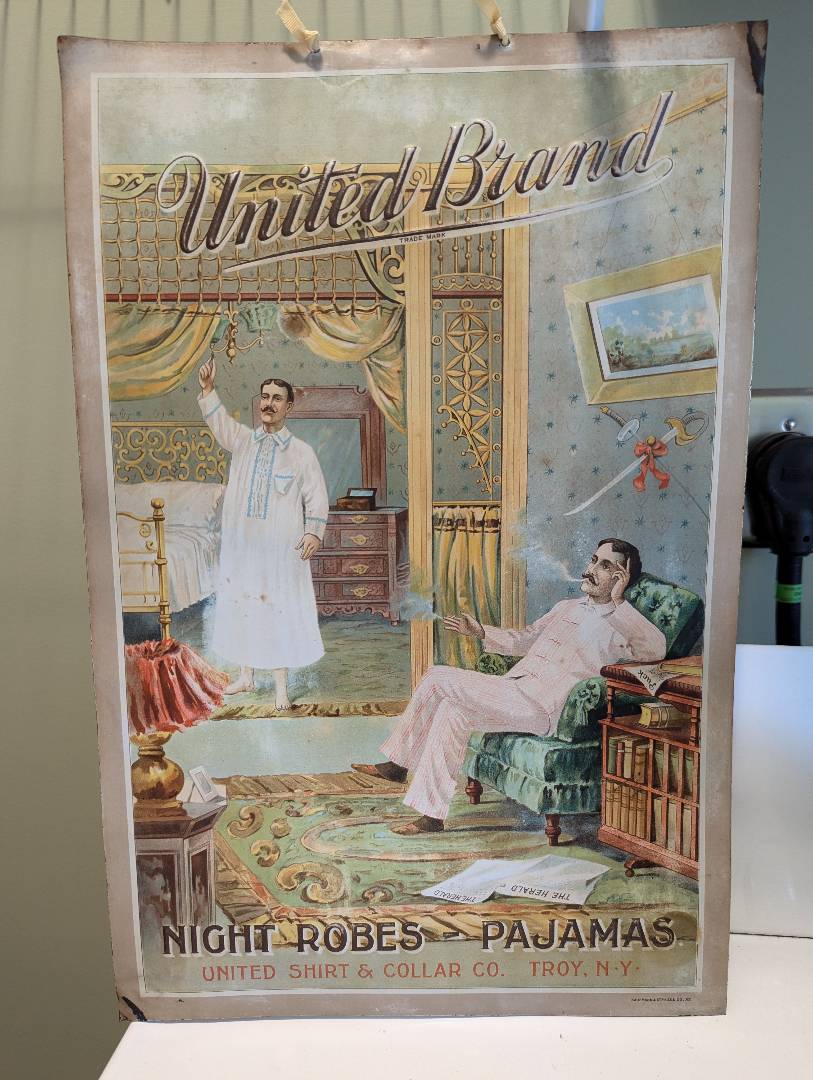 United Brand
TRADE MARK
Puck
THE HERALD
THE HERALD
NIGHT ROBES - PAJAMAS.
UNITED SHIRT & COLLAR CO. TROY, N.Y.